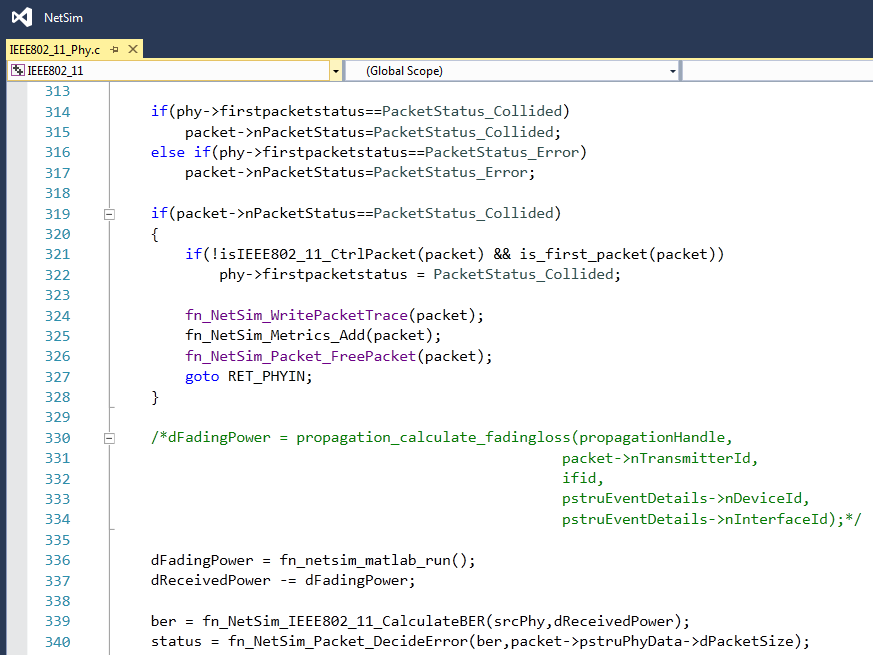 NetSim
IEEE802_11_Phy.c
IEEE802_11 (Global Scope)
313
314 if(phy->firstpacketstatus==PacketStatus_Collided)
315 packet->nPacketStatus=PacketStatus_Collided;
316 else if(phy->firstpacketstatus==PacketStatus_Error)
317 packet->nPacketStatus=PacketStatus_Error;
318
319 if(packet->nPacketStatus==PacketStatus_Collided)
320 {
321 if(!isIEEE802_11_CtrlPacket(packet) && is_first_packet(packet))
322 phy->firstpacketstatus = PacketStatus_Collided;
323
324 fn_NetSim_WritePacketTrace(packet);
325 fn_NetSim_Metrics_Add(packet);
326 fn_NetSim_Packet_FreePacket(packet);
327 goto RET_PHYIN;
328 }
329
330 /*dFadingPower = propagation_calculate_fadingloss(propagationHandle,
331 packet->nTransmitterId,
332 ifid,
333 pstruEventDetails->nDeviceId,
334 pstruEventDetails->nInterfaceId);*/
335
336 dFadingPower = fn_netsim_matlab_run();
337 dReceivedPower -= dFadingPower;
338
339 ber = fn_NetSim_IEEE802_11_CalculateBER(srcPhy,dReceivedPower);
340 status = fn_NetSim_Packet_DecideError(ber,packet->pstruPhyData->dPacketSize);